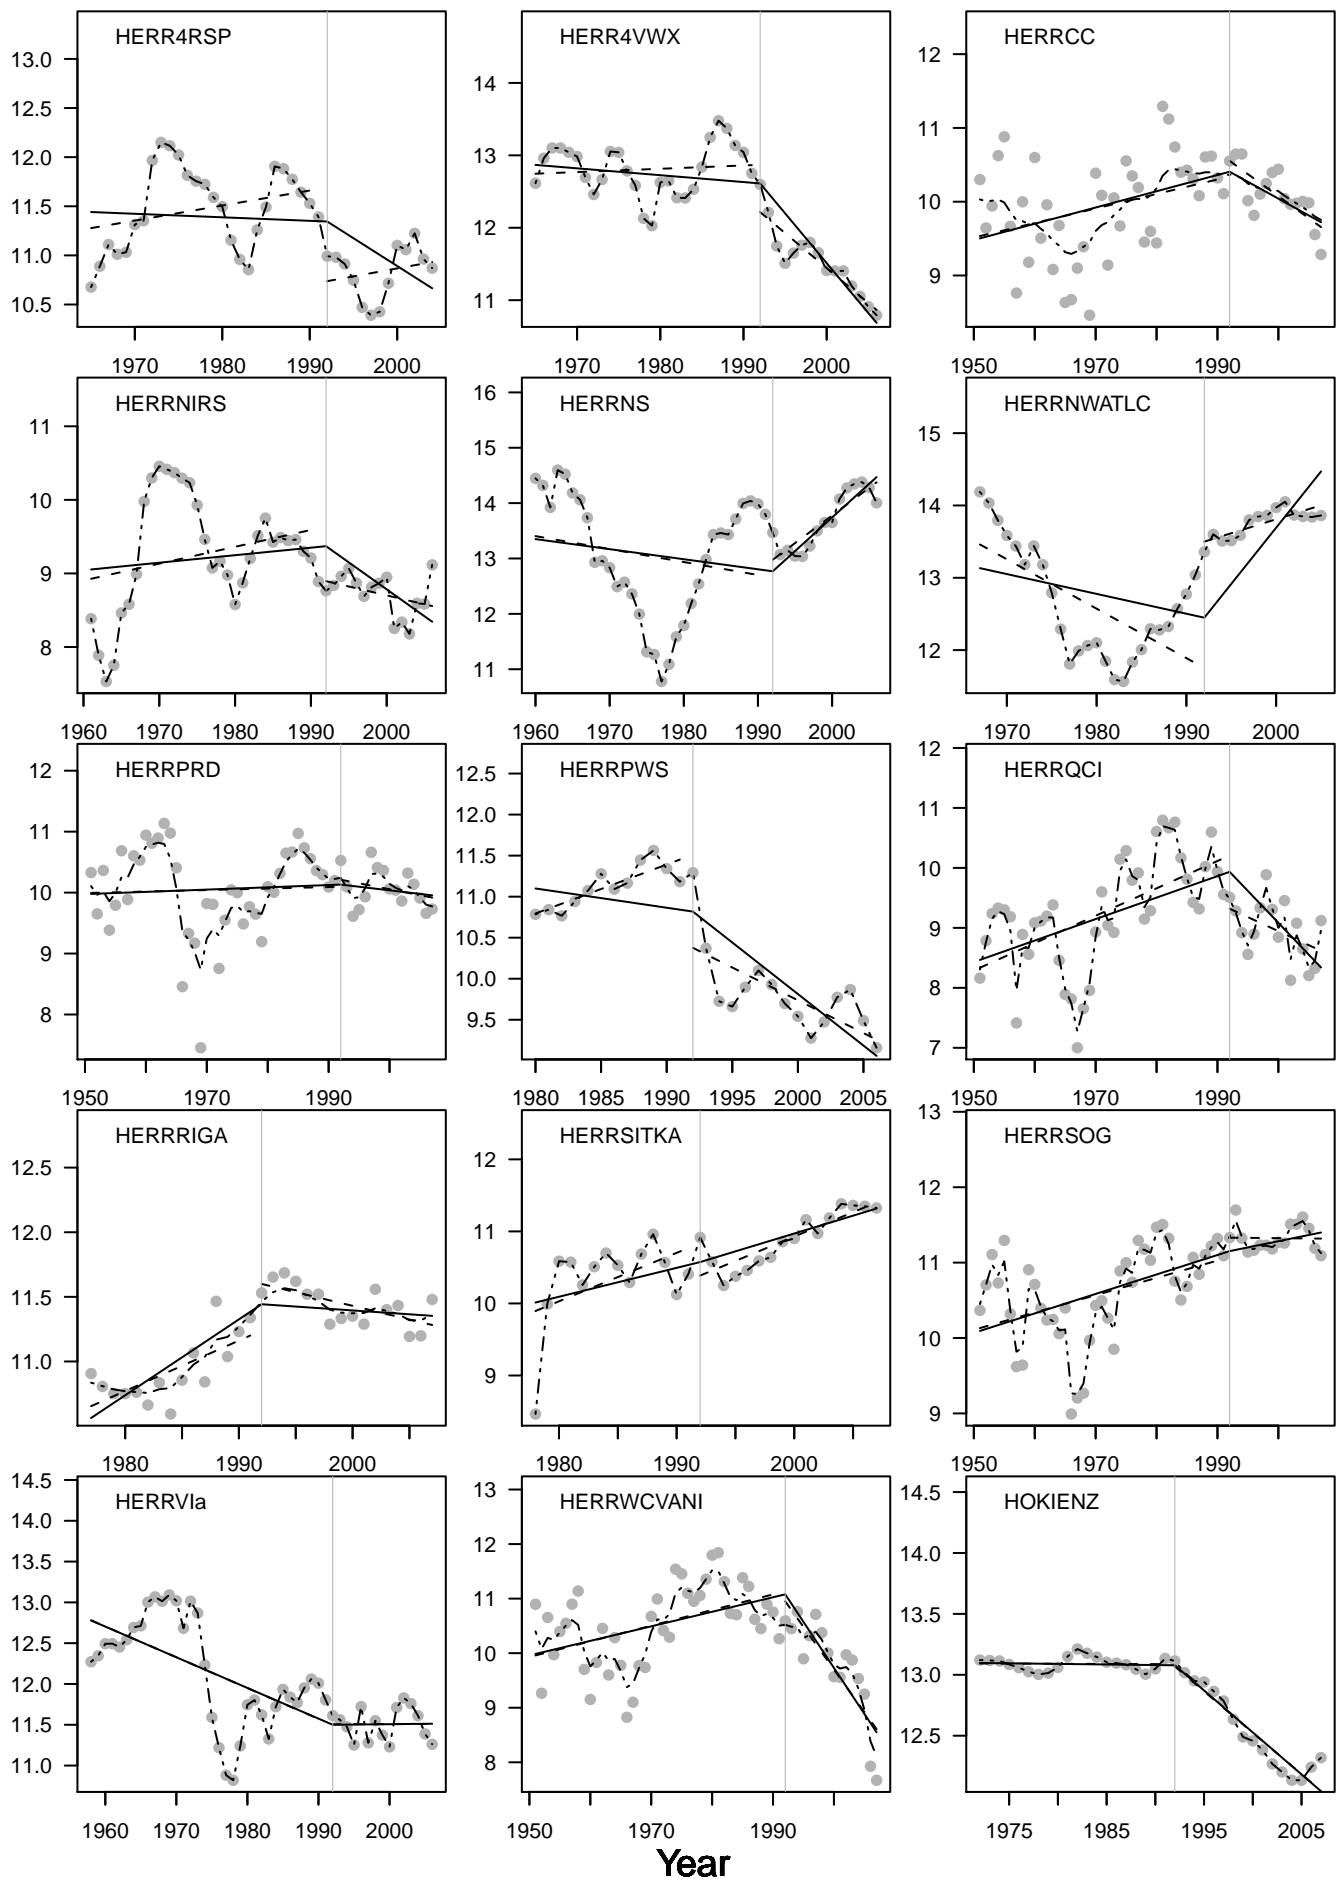 HERR4RSP
13.0
12.5
12.0
11.5
11.0
10.5
1970 1980 1990 2000
HERR4VWX
14
13
12
11
1970 1980 1990 2000
HERRCC
12
11
10
9
1950 1970 1990
HERRNIRS
11
10
9
8
1960 1970 1980 1990 2000
HERRNS
16
15
14
13
12
11
1960 1970 1980 1990 2000
HERRNWATLC
15
14
13
12
1970 1980 1990 2000
HERRPRD
12
11
10
9
8
1950 1970 1990
HERRPWS
12.5
12.0
11.5
11.0
10.5
10.0
9.5
1980 1985 1990 1995 2000 2005
HERRQCI
12
11
10
9
8
7
1950 1970 1990
HERRRIGA
12.5
12.0
11.5
11.0
1980 1990 2000
HERRSITKA
12
11
10
9
1980 1990 2000
HERRSOG
13
12
11
10
9
1950 1970 1990
HERRVIa
14.5
14.0
13.5
13.0
12.5
12.0
11.5
11.0
1960 1970 1980 1990 2000
HERRWCVANI
13
12
11
10
9
8
1950 1970 1990
HOKIENZ
14.5
14.0
13.5
13.0
12.5
1975 1985 1995 2005
Year